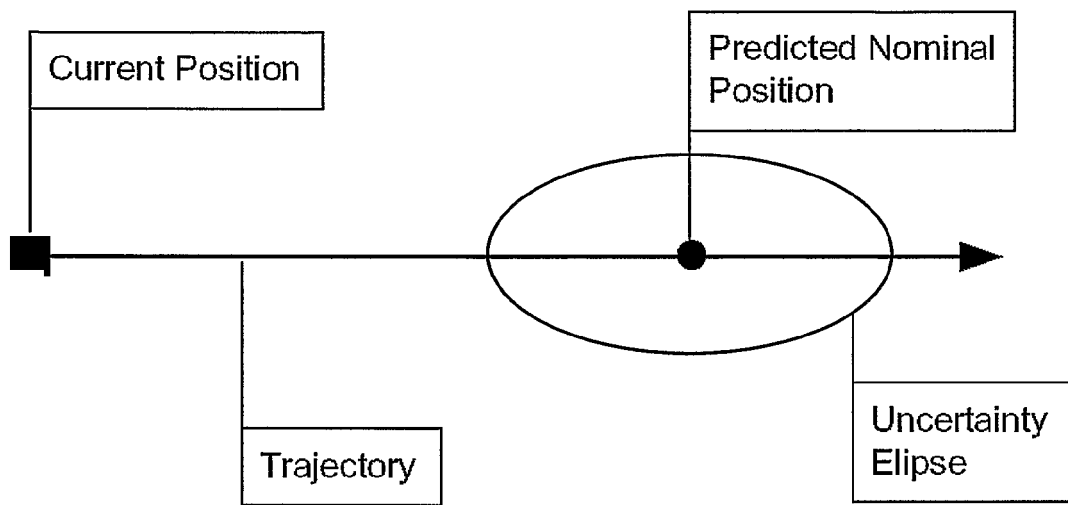 Current Position
Predicted Nominal
Position
Trajectory
Uncertainty
Elipse